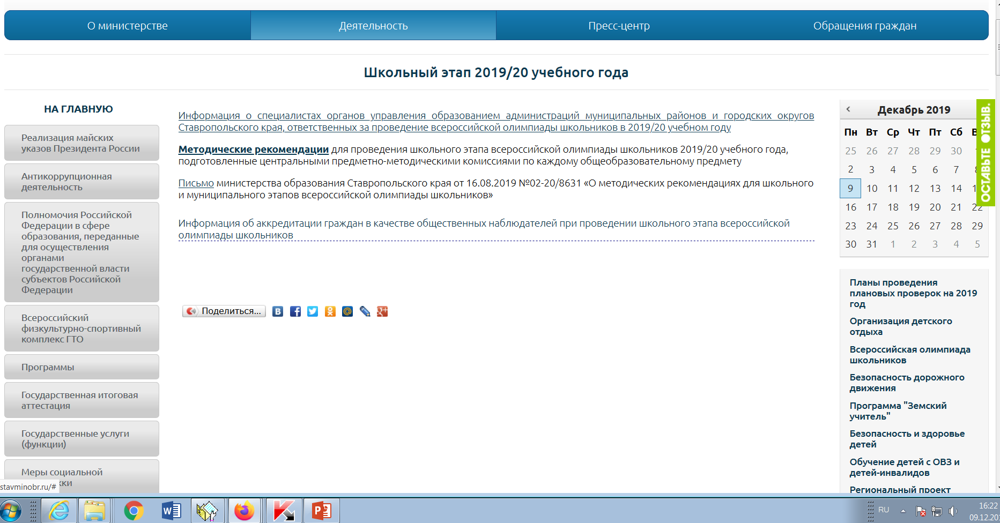 О министерстве
Деятельность
Пресс-центр
Обращения граждан
Школьный этап 2019/20 учебного года
НА ГЛАВНУЮ
Реализация майских
указов Президента России
Антикоррупционная
деятельность
Полномочия Российской
Федерации в сфере
образования, переданные
для осуществления
органами
государственной власти
субъектов Российской
Федерации
Всероссийский
физкультурно-спортивный
комплекс ГТО
Программы
Государственная итоговая
аттестация
Государственные услуги
(функции)
Меры социальной
stavminobr.ru/#
Информация о специалистах органов управления образованием администраций муниципальных районов и городских округов
Ставропольского края, ответственных за проведение всероссийской олимпиады школьников в 2019/20 учебном году
Методические рекомендации для проведения школьного этапа всероссийской олимпиады школьников 2019/20 учебного года,
подготовленные центральными предметно-методическими комиссиями по каждому общеобразовательному предмету
Письмо министерства образования Ставропольского края от 16.08.2019 №02-20/8631 «О методических рекомендациях для школьного
и муниципального этапов всероссийской олимпиады школьников»
Информация об аккредитации граждан в качестве общественных наблюдателей при проведении школьного этапа всероссийской
олимпиады школьников
Поделиться...
Декабрь 2019
Пн Вт Ср Чт Пт Сб В
25 26 27 28 29 30
2 3 4 5 6 7
9 10 11 12 13 14
16 17 18 19 20 21 22
23 24 25 26 27 28 29
30 31 1 2 3 4 5
ОСТАВЬТЕ ОТЗЫВ.
Планы проведения
плановых проверок на 2019
год
Организация детского
отдыха
Всероссийская олимпиада
школьников
Безопасность дорожного
движения
Программа "Земский
учитель"
Безопасность и здоровье
детей
Обучение детей с ОВЗ и
детей-инвалидов
Региональный проект
RU
16:22
09.12.20